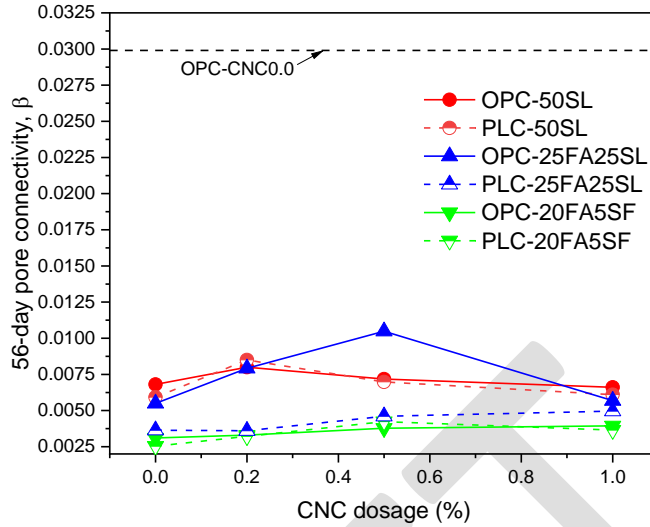 0.0325
0.0300
0.0275
0.0250
0.0225
0.0200
0.0175
0.0150
0.0125
0.0100
0.0075
0.0050
0.0025
56-day pore connectivity, β
OPC-CNC0.0
OPC-50SL
PLC-50SL
OPC-25FA25SL
PLC-25FA25SL
OPC-20FA5SF
PLC-20FA5SF
0.0 0.2 0.4 0.6 0.8 1.0
CNC dosage (%)